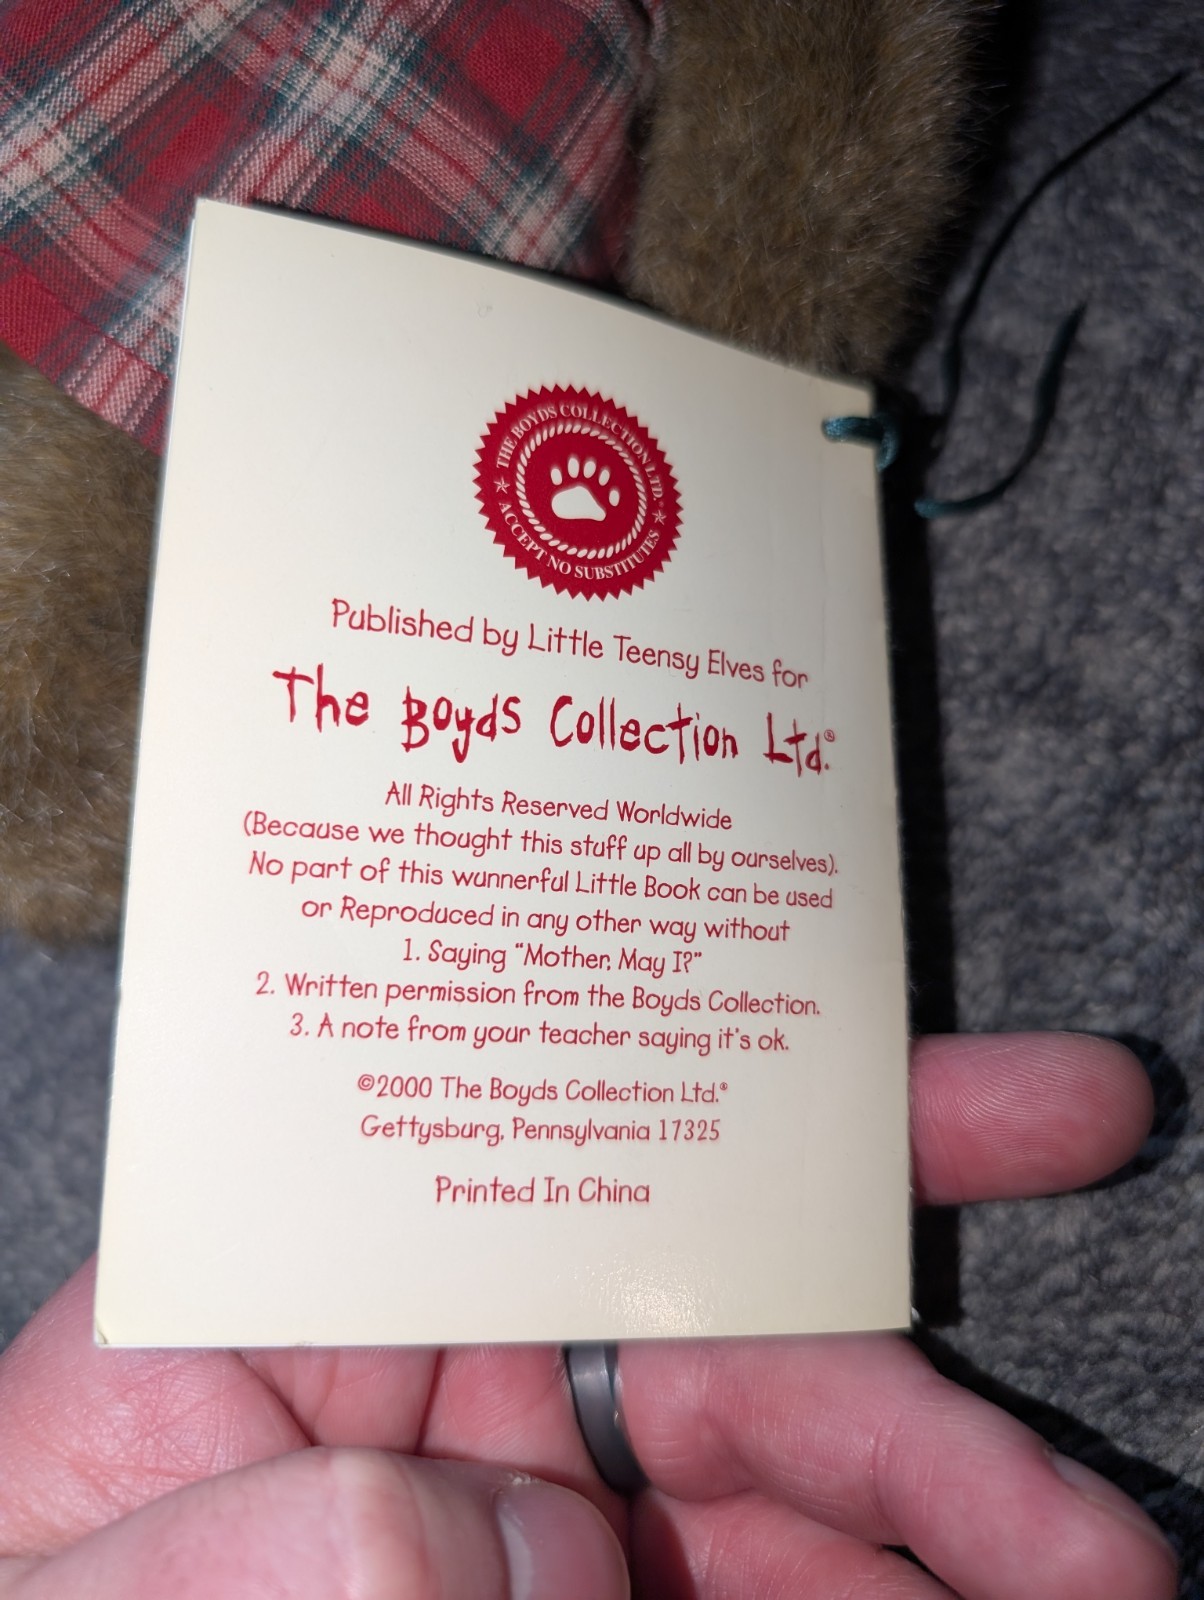 THE BOYDS COLLECTION LTD.®
ACCEPT NO SUBSTITUTES
Published by Little Teensy Elves for
The Boyds Collection Ltd.®
All Rights Reserved Worldwide
(Because we thought this stuff up all by ourselves).
No part of this wunnerful Little Book can be used
or Reproduced in any other way without
1. Saying "Mother, May I?"
2. Written permission from the Boyds Collection.
3. A note from your teacher saying it's ok.
©2000 The Boyds Collection Ltd.®
Gettysburg, Pennsylvania 17325
Printed In China